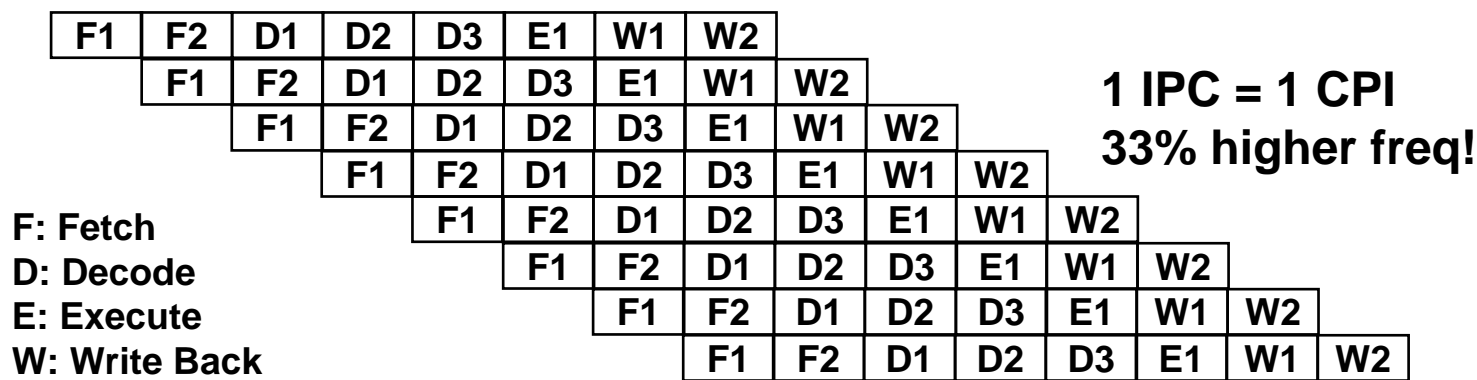 F1 F2 D1 D2 D3 E1 W1 W2
F1 F2 D1 D2 D3 E1 W1 W2
F1 F2 D1 D2 D3 E1 W1 W2
F1 F2 D1 D2 D3 E1 W1 W2
F1 F2 D1 D2 D3 E1 W1 W2
F1 F2 D1 D2 D3 E1 W1 W2
F1 F2 D1 D2 D3 E1 W1 W2
F1 F2 D1 D2 D3 E1 W1 W2
1 IPC = 1 CPI
33% higher freq!
F: Fetch
D: Decode
E: Execute
W: Write Back